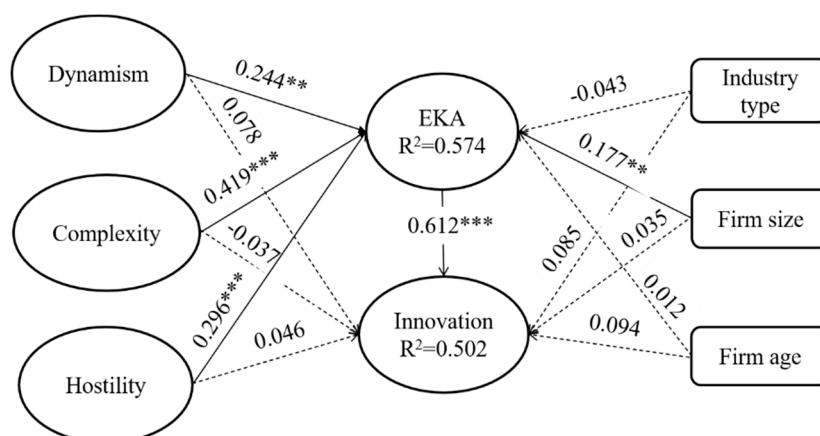 Dynamism
0.244**
0.078
Complexity
0.419***
-0.037
Hostility
0.296***
0.046
EKA
R²=0.574
0.612***
Innovation
R²=0.502
-0.043
0.177**
0.085
0.035
0.012
0.094
Industry
type
Firm size
Firm age